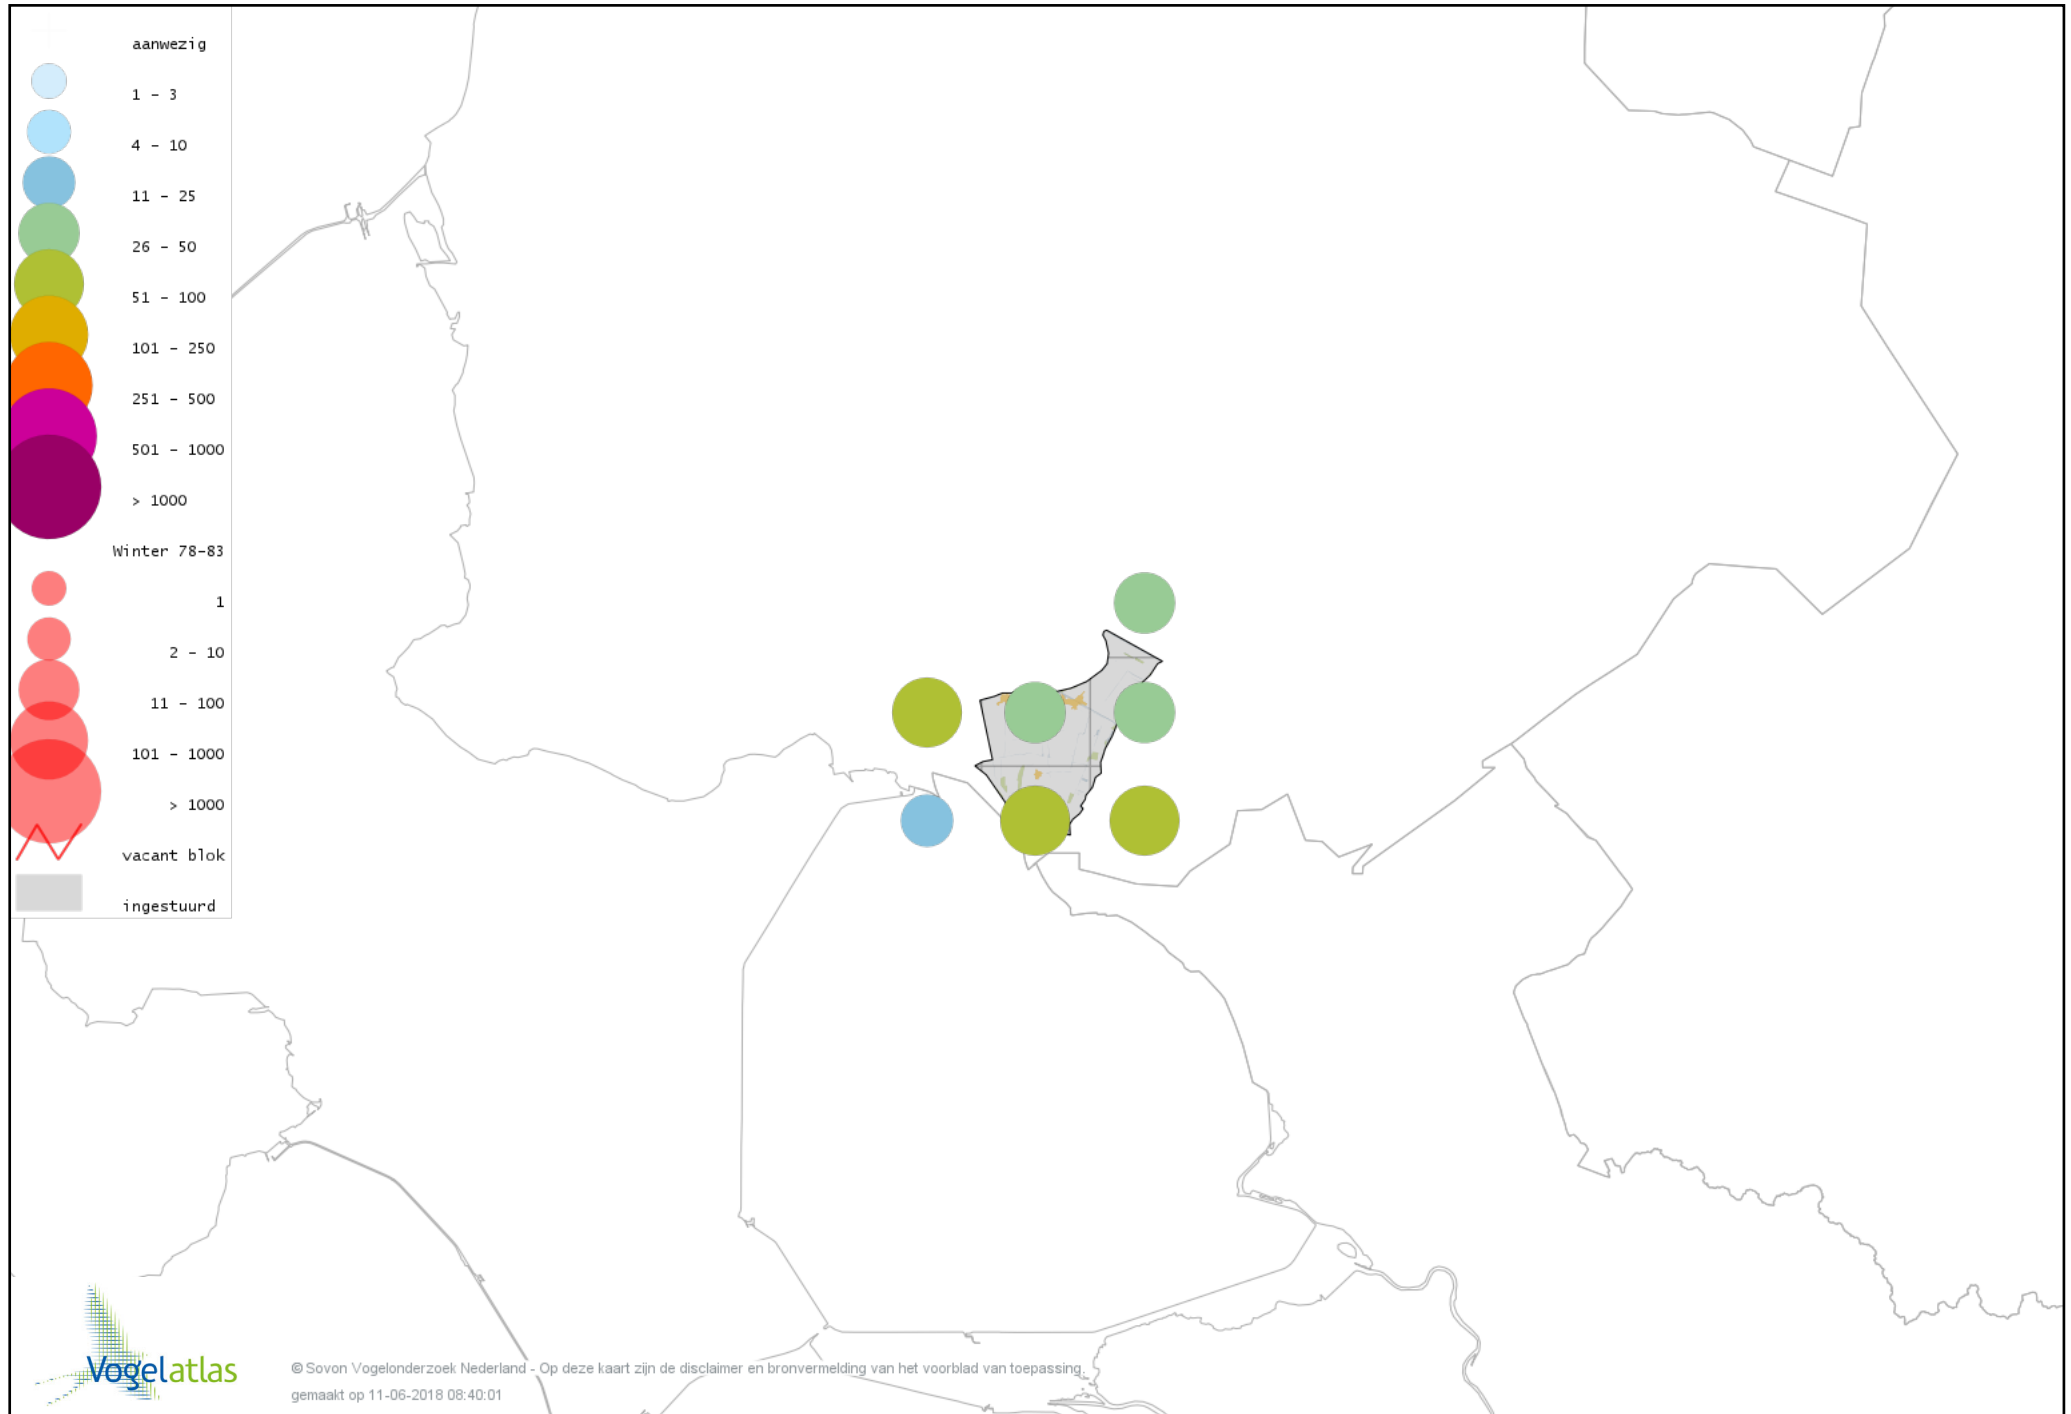 aanwezig
1 – 3
4 – 10
11 – 25
26 – 50
51 – 100
101 – 250
251 – 500
501 – 1000
> 1000
Winter 78-83
1
2 – 10
11 – 100
101 – 1000
> 1000
vacant blok
ingestuurd
Vogelatlas
© Sovon Vogelonderzoek Nederland - Op deze kaart zijn de disclaimer en bronvermelding van het voorblad van toepassing.
gemaakt op 11-06-2018 08:40:01